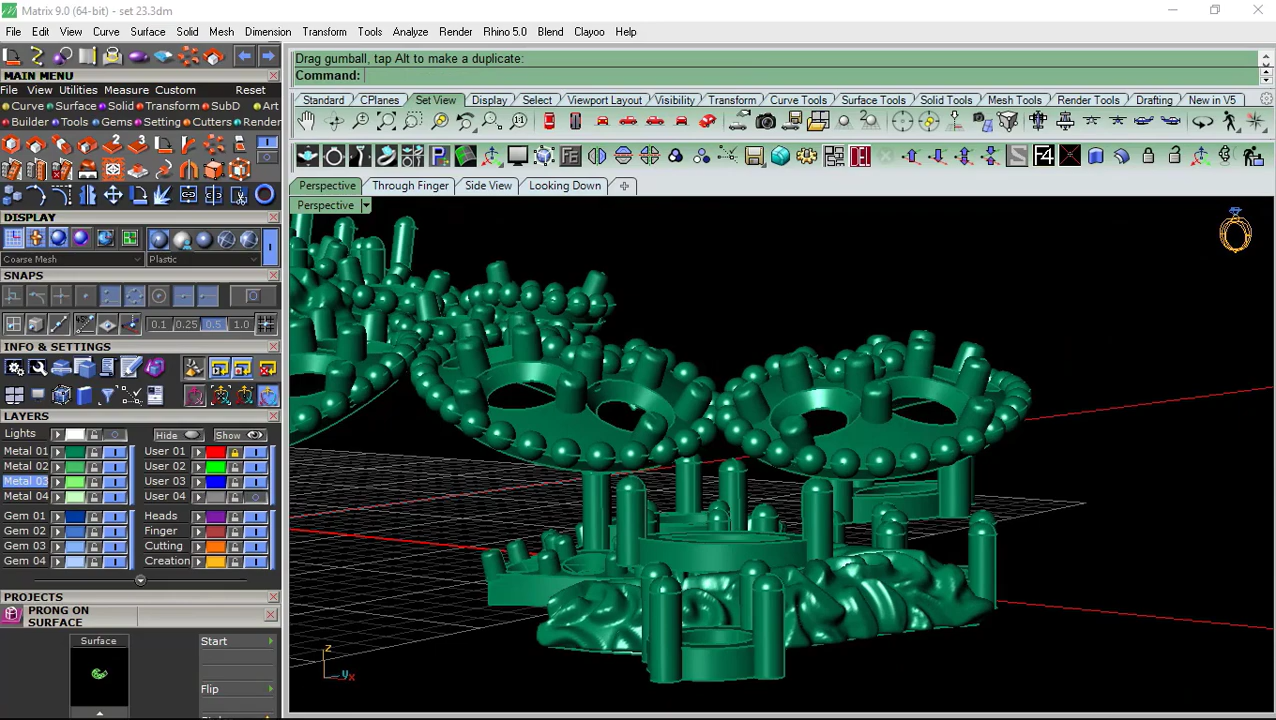 Matrix 9.0 (64-bit) - set 23.3dm
File Edit View Curve Surface Solid Mesh Dimension Transform Tools Analyze Render Rhino 5.0 Blend Clayoo Help
Drag gumball, tap Alt to make a duplicate:
Command:
MAIN MENU
File View Utilities Measure Custom Reset
Curve Surface Solid Transform SubD Art
Builder Tools Gems Setting Cutters Render
Standard CPlanes Set View Display Select Viewport Layout Visibility Transform Curve Tools Surface Tools Solid Tools Mesh Tools Render Tools Drafting New in V5
Perspective Through Finger Side View Looking Down
Perspective
DISPLAY
Coarse Mesh Plastic
SNAPS
0.1 0.25 0.5 1.0
INFO & SETTINGS
LAYERS
Lights Hide Show
Metal 01 User 01
Metal 02 User 02
Metal 03 User 03
Metal 04 User 04
Gem 01 Heads
Gem 02 Finger
Gem 03 Cutting
Gem 04 Creation
PROJECTS
PRONG ON
SURFACE
Surface Start
Flip
z
y x